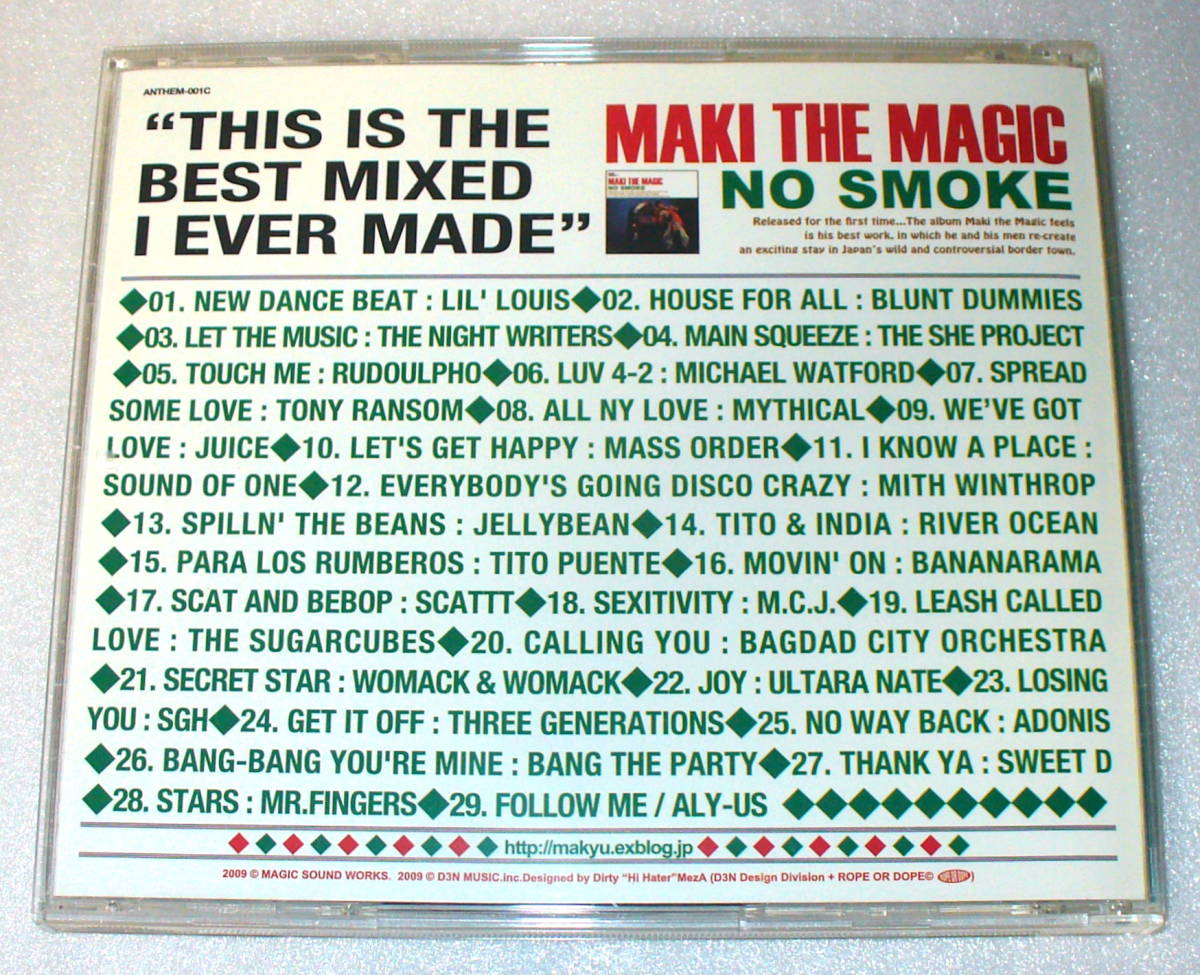 ANTHEM-001C
“THIS IS THE
BEST MIXED
I EVER MADE”
MAKI THE MAGIC
NO SMOKE
MAKI THE MAGIC
NO SMOKE
Released for the first time...The album Maki the Magic feels
is his best work, in which he and his men re-create
an exciting stay in Japan's wild and controversial border town.
◆01. NEW DANCE BEAT : LIL' LOUIS◆02. HOUSE FOR ALL : BLUNT DUMMIES
◆03. LET THE MUSIC : THE NIGHT WRITERS◆04. MAIN SQUEEZE : THE SHE PROJECT
◆05. TOUCH ME : RUDOULPHO◆06. LUV 4-2 : MICHAEL WATFORD◆07. SPREAD
SOME LOVE : TONY RANSOM◆08. ALL NY LOVE : MYTHICAL◆09. WE’VE GOT
LOVE : JUICE◆10. LET'S GET HAPPY : MASS ORDER◆11. I KNOW A PLACE :
SOUND OF ONE◆12. EVERYBODY'S GOING DISCO CRAZY : MITH WINTHROP
◆13. SPILLN' THE BEANS : JELLYBEAN◆14. TITO & INDIA : RIVER OCEAN
◆15. PARA LOS RUMBEROS : TITO PUENTE◆16. MOVIN' ON : BANANARAMA
◆17. SCAT AND BEBOP : SCATTT◆18. SEXITIVITY : M.C.J.◆19. LEASH CALLED
LOVE : THE SUGARCUBES◆20. CALLING YOU : BAGDAD CITY ORCHESTRA
◆21. SECRET STAR : WOMACK & WOMACK◆22. JOY : ULTARA NATE◆23. LOSING
YOU : SGH◆24. GET IT OFF : THREE GENERATIONS◆25. NO WAY BACK : ADONIS
◆26. BANG-BANG YOU'RE MINE : BANG THE PARTY◆27. THANK YA : SWEET D
◆28. STARS : MR.FINGERS◆29. FOLLOW ME / ALY-US ◆◆◆◆◆◆◆◆◆◆
http://makyu.exblog.jp
2009 © MAGIC SOUND WORKS. 2009 © D3N MUSIC.inc.Designed by Dirty “Hi Hater”MezA (D3N Design Division + ROPE OR DOPE© )